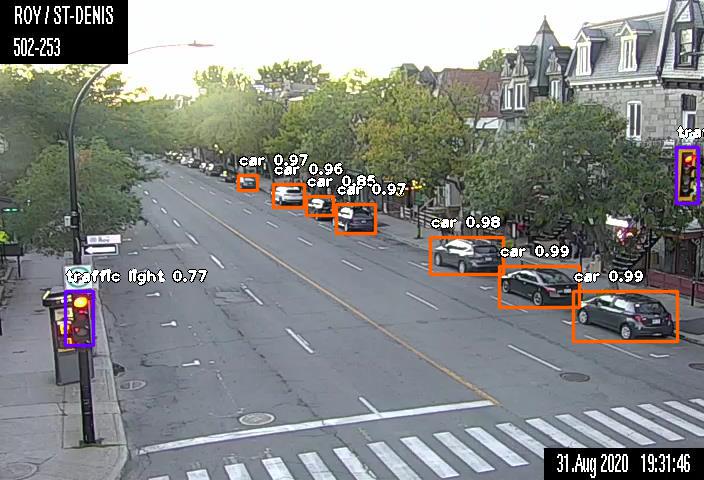 ROY / ST-DENIS
502-253
car 0.97
car 0.96
car 0.85
car 0.97
car 0.98
car 0.99
car 0.99
traffic light 0.77
31.Aug 2020 19:31:46